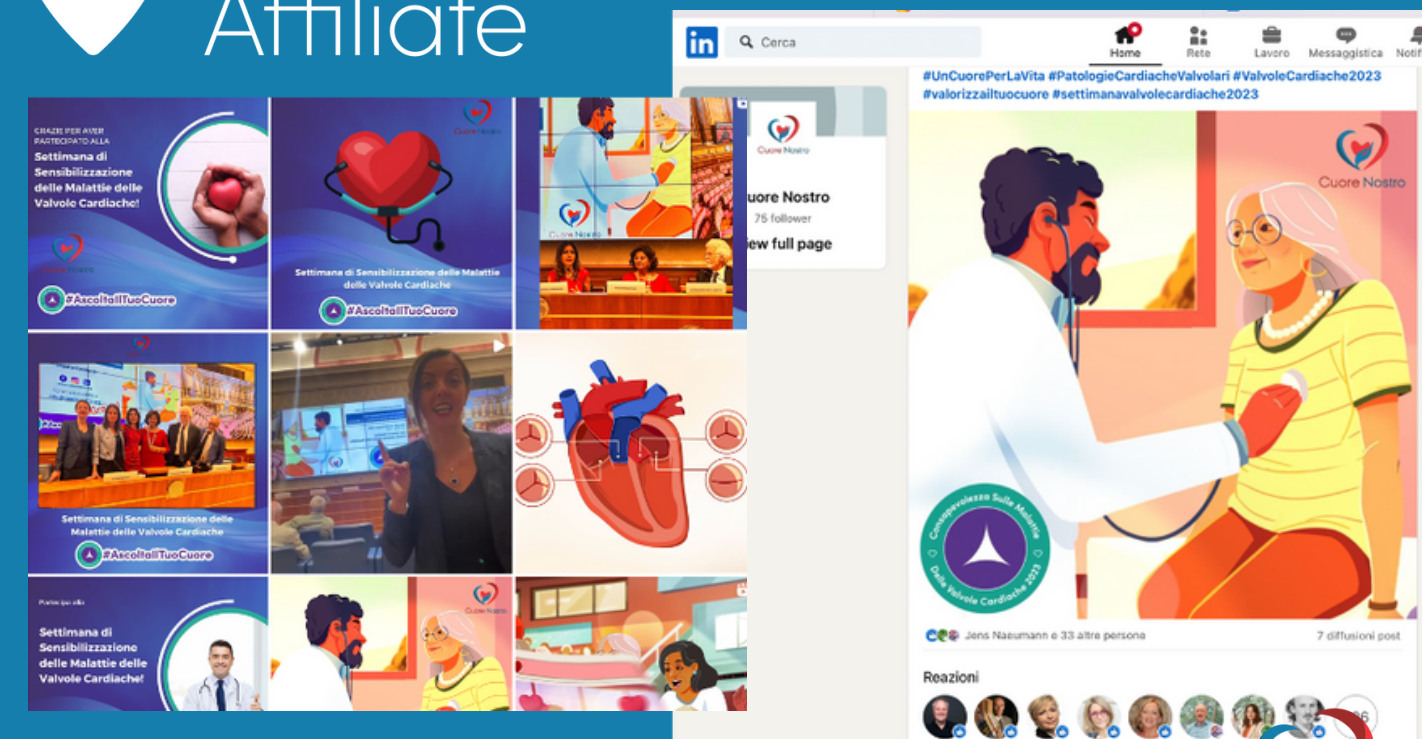 Affiliate
GRAZIE PER AVER
PARTECIPATO ALLA
Settimana di
Sensibilizzazione
delle Malattie delle
Valvole Cardiache!
#AscoltaIlTuoCuore
Cuore Nostro
Settimana di Sensibilizzazione delle Malattie
delle Valvole Cardiache
#AscoltaIlTuoCuore
Cuore Nostro
Settimana di Sensibilizzazione delle
Malattie delle Valvole Cardiache
#AscoltaIlTuoCuore
Partecipa alla
Settimana di
Sensibilizzazione
delle Malattie delle
Valvole Cardiache!
Cuore Nostro
in
Cerca
Home
Rete
Lavoro
Messaggistica
Notif
Cuore Nostro
uore Nostro
75 follower
iew full page
#UnCuorePerLaVita #PatologieCardiacheValvolari #ValvoleCardiache2023
#valorizzailtuocuore #settimanavalvolecardiache2023
Cuore Nostro
Consapevolezza Sulle Malattie
Delle Valvole Cardiache 2023
Jens Naeumann e 33 altre persone
7 diffusioni post
Reazioni